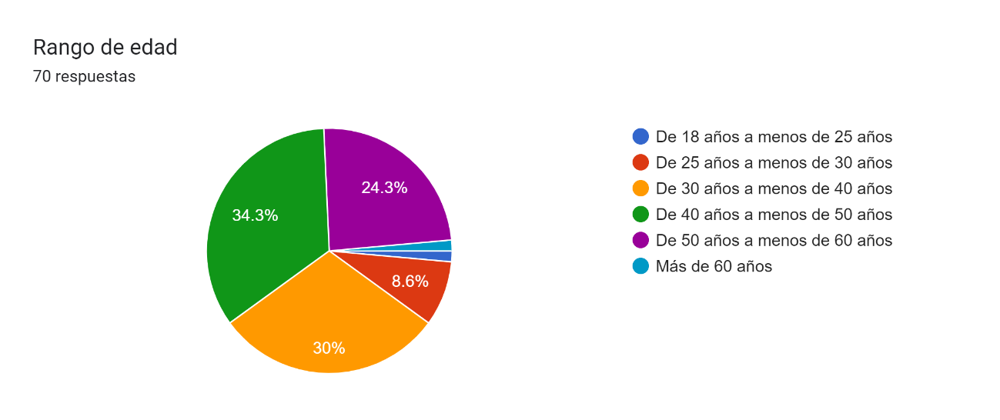 Rango de edad
70 respuestas
24.3%
34.3%
8.6%
30%
De 18 años a menos de 25 años
De 25 años a menos de 30 años
De 30 años a menos de 40 años
De 40 años a menos de 50 años
De 50 años a menos de 60 años
Más de 60 años